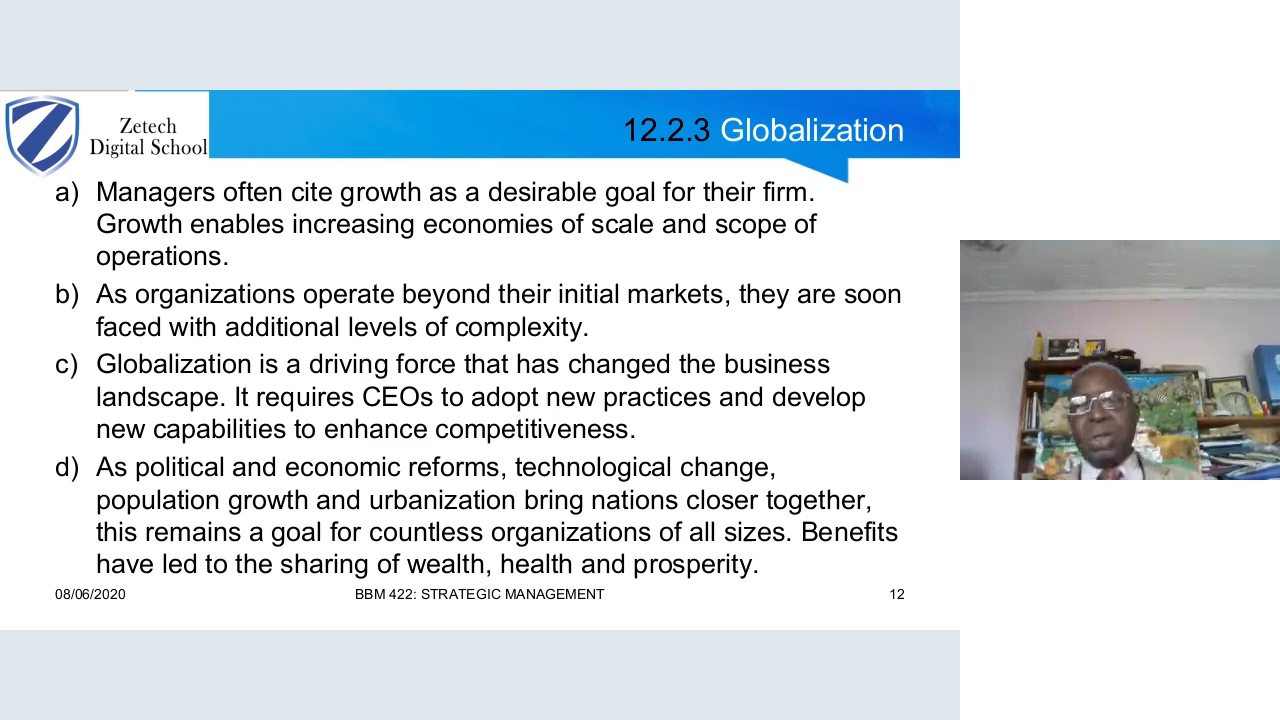 Zetech
Digital School
12.2.3 Globalization
a) Managers often cite growth as a desirable goal for their firm.
Growth enables increasing economies of scale and scope of
operations.
b) As organizations operate beyond their initial markets, they are soon
faced with additional levels of complexity.
c) Globalization is a driving force that has changed the business
landscape. It requires CEOs to adopt new practices and develop
new capabilities to enhance competitiveness.
d) As political and economic reforms, technological change,
population growth and urbanization bring nations closer together,
this remains a goal for countless organizations of all sizes. Benefits
have led to the sharing of wealth, health and prosperity.
08/06/2020
BBM 422: STRATEGIC MANAGEMENT
12